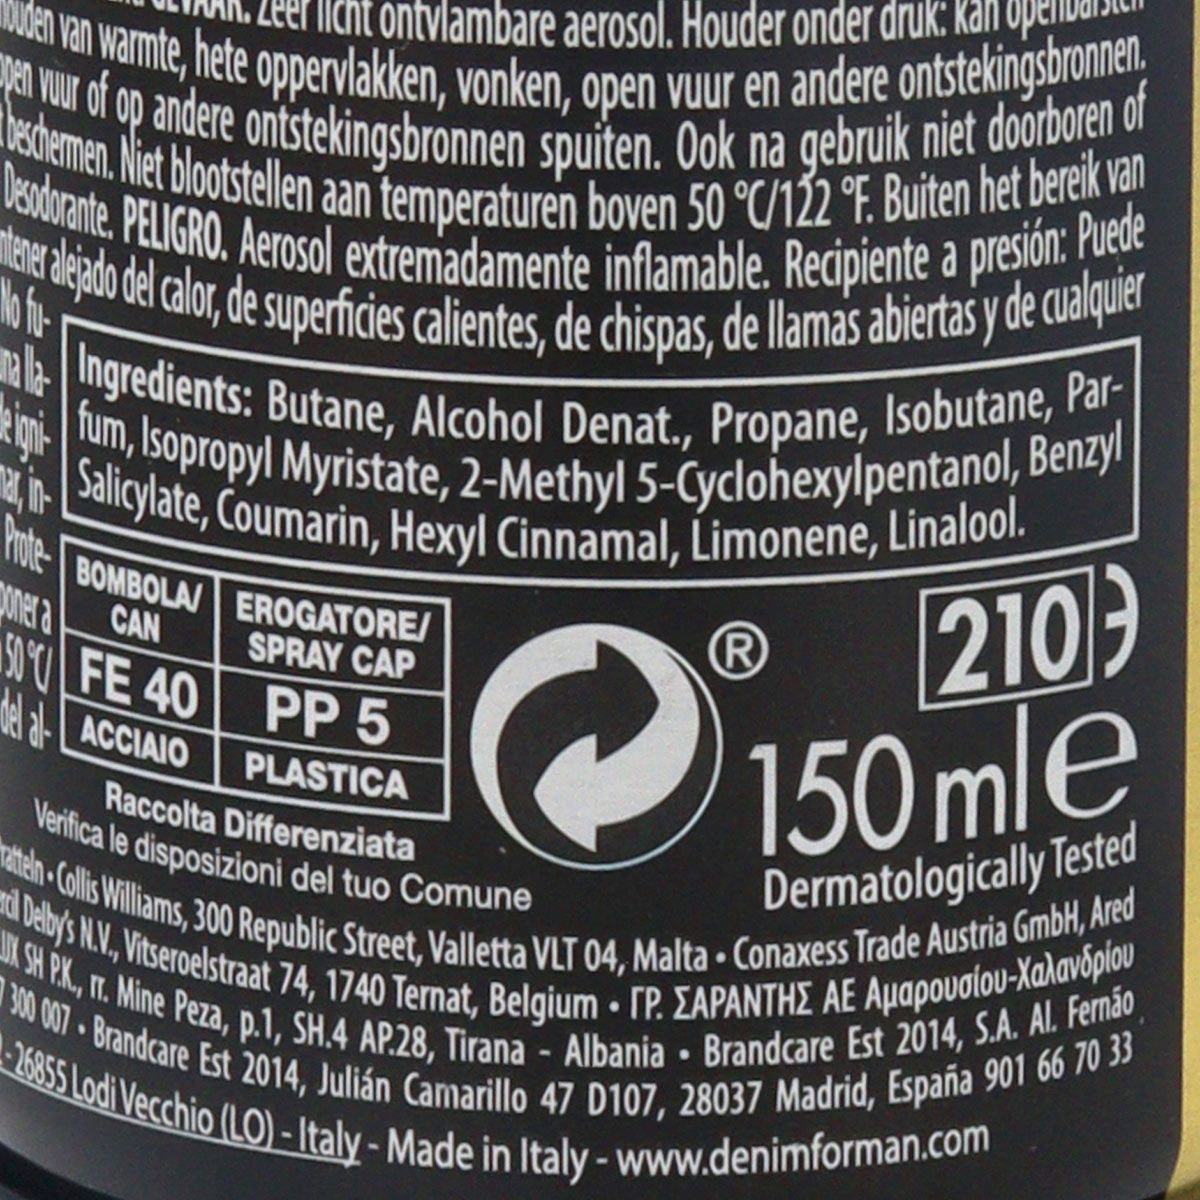 GEVAAR. Zeer licht ontvlambare aerosol. Houder onder druk: kan openbarsten
van warmte, hete oppervlakken, vonken, open vuur en andere ontstekingsbronnen.
open vuur of op andere ontstekingsbronnen spuiten. Ook na gebruik niet doorboren of
beschermen. Niet blootstellen aan temperaturen boven 50 °C/122 °F. Buiten het bereik van
Desodorante. PELIGRO. Aerosol extremadamente inflamable. Recipiente a presión: Puede
alejado del calor, de superficies calientes, de chispas, de llamas abiertas y de cualquier
No fu-
una lla-
igni-
in-
Prote-
poner a
50 °C/
del al-
Ingredients: Butane, Alcohol Denat., Propane, Isobutane, Par-
fum, Isopropyl Myristate, 2-Methyl 5-Cyclohexylpentanol, Benzyl
Salicylate, Coumarin, Hexyl Cinnamal, Limonene, Linalool.
BOMBOLA/
CAN
FE 40
ACCIAIO
EROGATORE/
SPRAY CAP
PP 5
PLASTICA
®
210
150 ml e
Dermatologically Tested
Raccolta Differenziata
Verifica le disposizioni del tuo Comune
Pratteln • Collis Williams, 300 Republic Street, Valletta VLT 04, Malta • Conaxess Trade Austria GmbH, Ared
Delby's N.V., Vitseroelstraat 74, 1740 Ternat, Belgium • ΓΡ. ΣΑΡΑΝΤΗΣ ΑΕ Αμαρουσίου-Χαλανδρίου
SH P.K., rr. Mine Peza, p.1, SH.4 AP.28, Tirana - Albania • Brandcare Est 2014, S.A. Al. Fernão
300 007 • Brandcare Est 2014, Julián Camarillo 47 D107, 28037 Madrid, España 901 66 70 33
- 26855 Lodi Vecchio (LO) - Italy - Made in Italy - www.denimforman.com